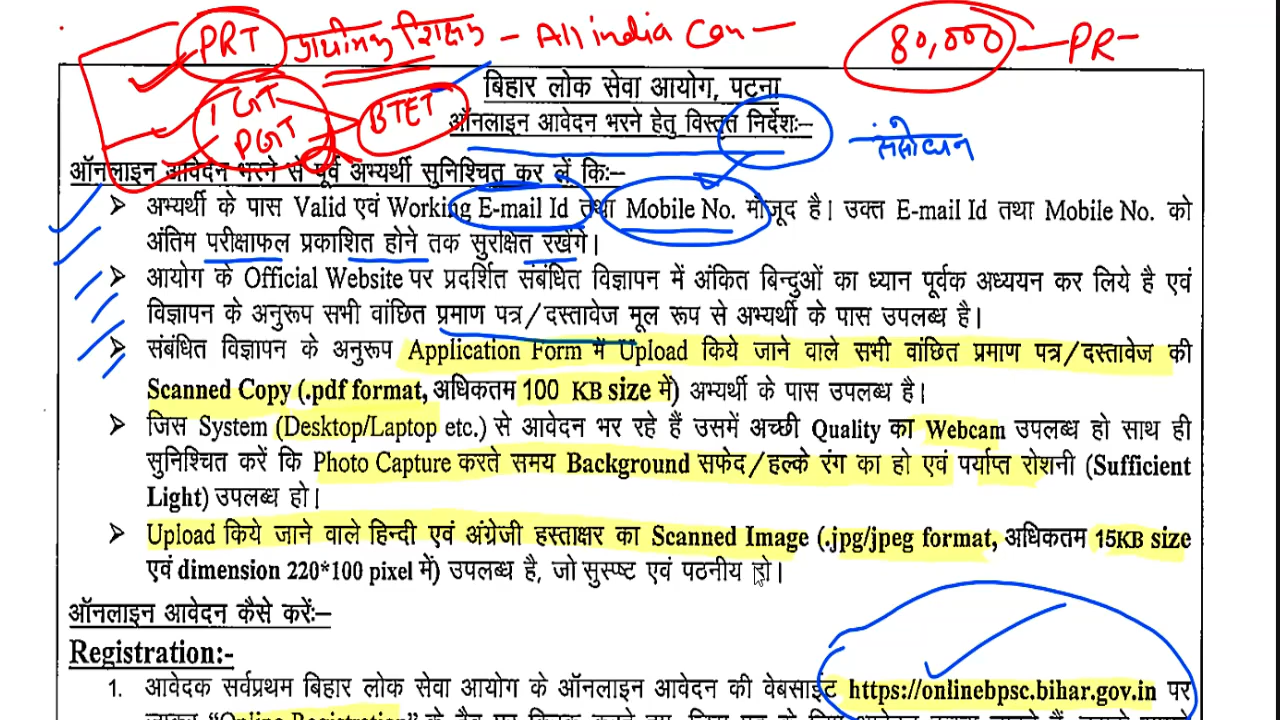 PRT प्राथमिक शिक्षक – All india Can –
80,000 — PR-
TGT
PGT
BTET
बिहार लोक सेवा आयोग, पटना
ऑनलाइन आवेदन भरने हेतु विस्तृत निर्देशः–
संसोधन
ऑनलाइन आवेदन भरने से पूर्व अभ्यर्थी सुनिश्चित कर लें किः–
➤ अभ्यर्थी के पास Valid एवं Working E-mail Id तथा Mobile No. मौजूद है। उक्त E-mail Id तथा Mobile No. को
अंतिम परीक्षाफल प्रकाशित होने तक सुरक्षित रखेंगे।
➤ आयोग के Official Website पर प्रदर्शित संबंधित विज्ञापन में अंकित बिन्दुओं का ध्यान पूर्वक अध्ययन कर लिये है एवं
विज्ञापन के अनुरूप सभी वांछित प्रमाण पत्र/दस्तावेज मूल रूप से अभ्यर्थी के पास उपलब्ध है।
➤ संबंधित विज्ञापन के अनुरूप Application Form में Upload किये जाने वाले सभी वांछित प्रमाण पत्र/दस्तावेज की
Scanned Copy (.pdf format, अधिकतम 100 KB size में) अभ्यर्थी के पास उपलब्ध है।
➤ जिस System (Desktop/Laptop etc.) से आवेदन भर रहे हैं उसमें अच्छी Quality का Webcam उपलब्ध हो साथ ही
सुनिश्चित करें कि Photo Capture करते समय Background सफेद/हल्के रंग का हो एवं पर्याप्त रोशनी (Sufficient
Light) उपलब्ध हो।
➤ Upload किये जाने वाले हिन्दी एवं अंग्रेजी हस्ताक्षर का Scanned Image (.jpg/jpeg format, अधिकतम 15KB size
एवं dimension 220*100 pixel में) उपलब्ध है, जो सुस्पष्ट एवं पठनीय हो।
ऑनलाइन आवेदन कैसे करेंः–
Registration:-
1. आवेदक सर्वप्रथम बिहार लोक सेवा आयोग के ऑनलाइन आवेदन की वेबसाइट https://onlinebpsc.bihar.gov.in पर